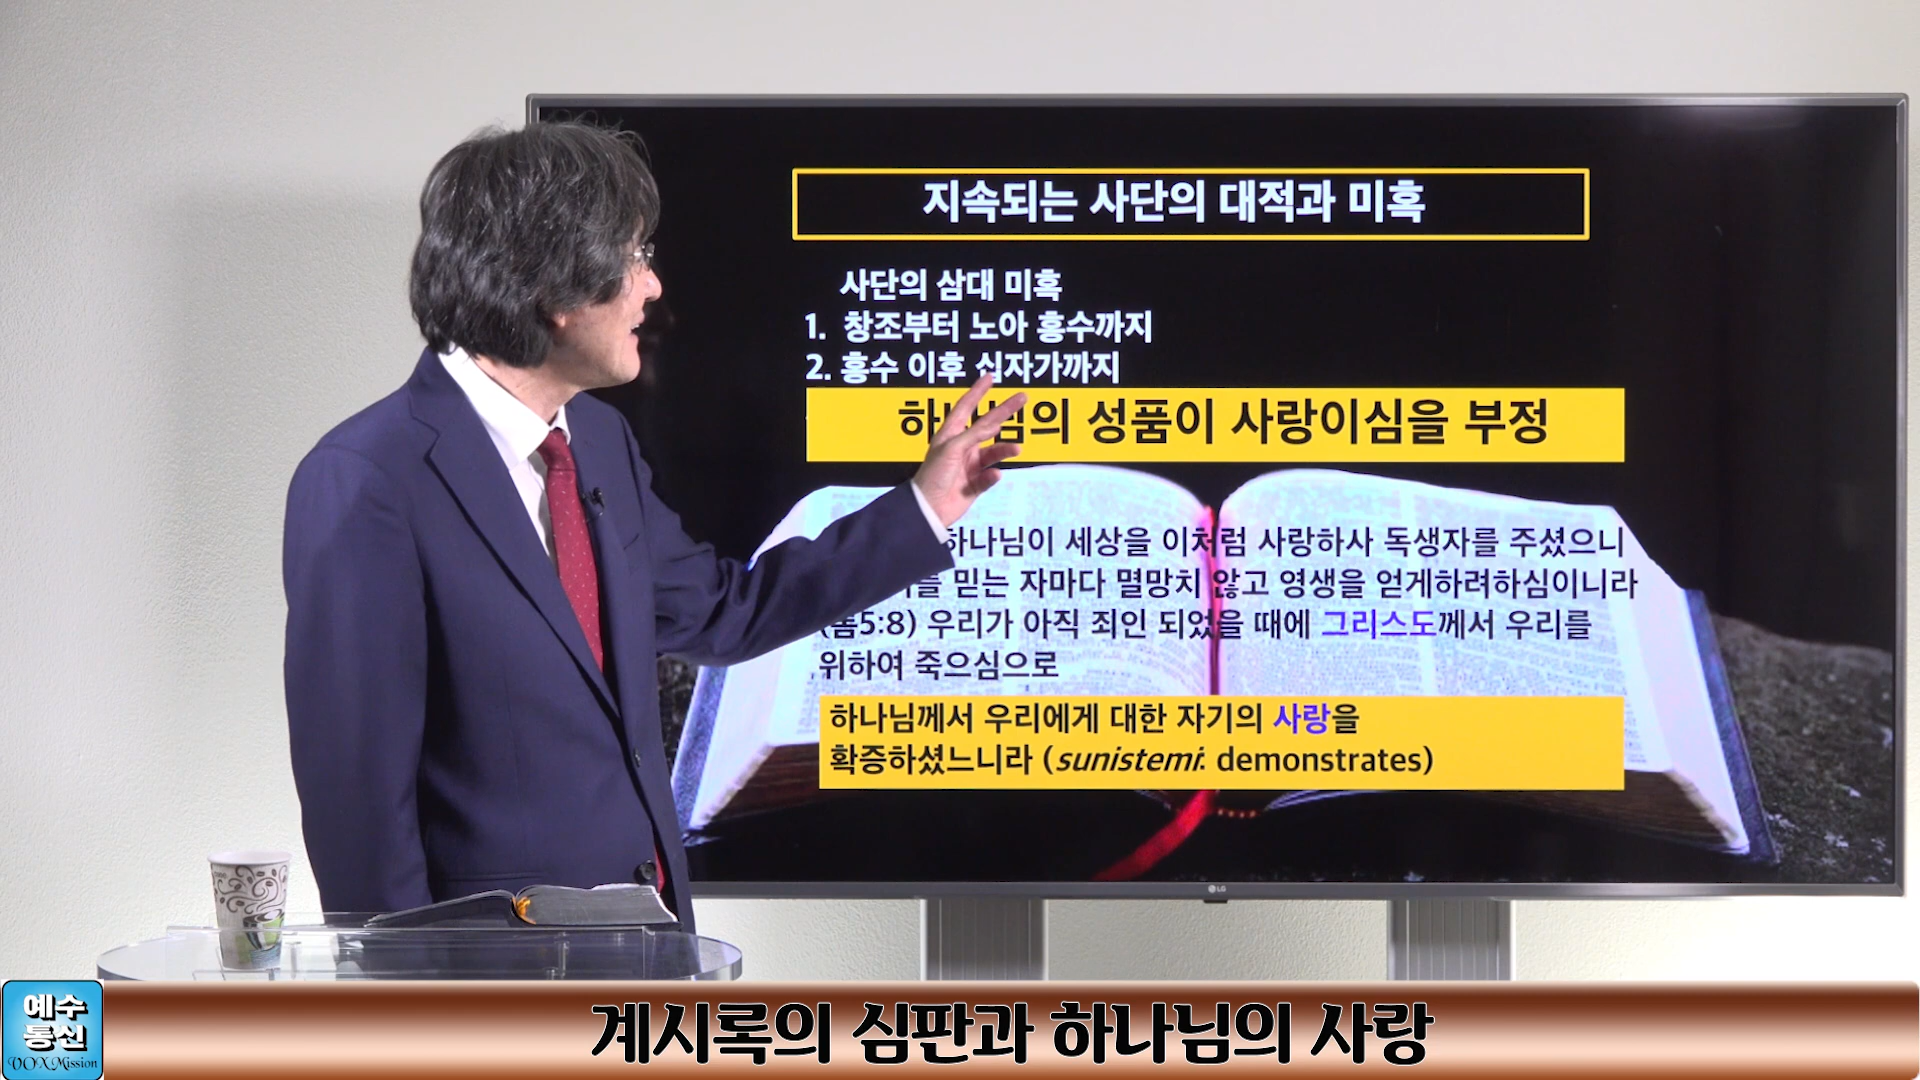 지속되는 사단의 대적과 미혹
사단의 삼대 미혹
1. 창조부터 노아 홍수까지
2. 홍수 이후 십자가까지
하나님의 성품이 사랑이심을 부정
하나님이 세상을 이처럼 사랑하사 독생자를 주셨으니
믿는 자마다 멸망치 않고 영생을 얻게하려하심이니라
(롬5:8) 우리가 아직 죄인 되었을 때에 그리스도께서 우리를
위하여 죽으심으로
하나님께서 우리에게 대한 자기의 사랑을
확증하셨느니라 (sunistemi: demonstrates)
LG
예수
통신
VOX Mission
계시록의 심판과 하나님의 사랑